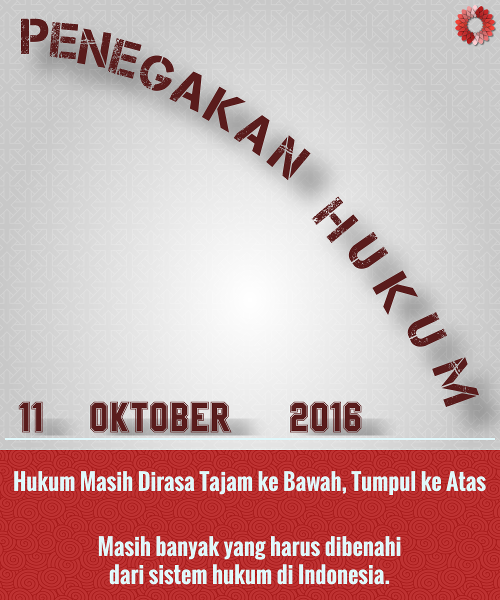 PENEGAKAN HUKUM
11 OKTOBER 2016
Hukum Masih Dirasa Tajam ke Bawah, Tumpul ke Atas
Masih banyak yang harus dibenahi
dari sistem hukum di Indonesia.